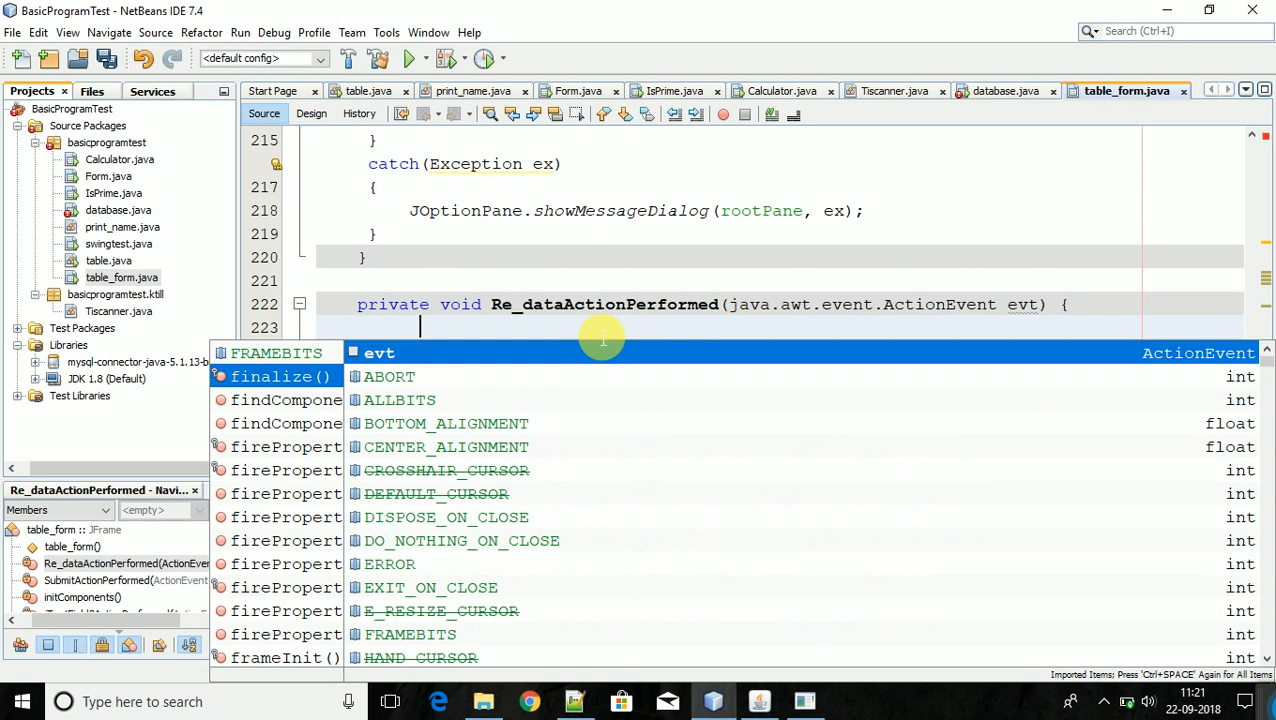 BasicProgramTest - NetBeans IDE 7.4
File Edit View Navigate Source Refactor Run Debug Profile Team Tools Window Help
Search (Ctrl+I)
<default config>
Projects Files Services
Start Page table.java print_name.java Form.java IsPrime.java Calculator.java Tiscanner.java database.java table_form.java
Source Design History
BasicProgramTest
Source Packages
basicprogramtest
Calculator.java
Form.java
IsPrime.java
database.java
print_name.java
swingtest.java
table.java
table_form.java
basicprogramtest.ktill
Tiscanner.java
Test Packages
Libraries
mysql-connector-java-5.1.13-b
JDK 1.8 (Default)
Test Libraries
215 }
catch(Exception ex)
217 {
218 JOptionPane.showMessageDialog(rootPane, ex);
219 }
220 }
221
222 private void Re_dataActionPerformed(java.awt.event.ActionEvent evt) {
223
Re_dataActionPerformed - Navi...
Members <empty>
table_form :: JFrame
table_form()
Re_dataActionPerformed(ActionEver
SubmitActionPerformed(ActionEvent
initComponents()
FRAMEBITS
finalize()
findCompone
findCompone
firePropert
firePropert
firePropert
firePropert
firePropert
firePropert
firePropert
firePropert
firePropert
frameInit()
evt ActionEvent
ABORT int
ALLBITS int
BOTTOM_ALIGNMENT float
CENTER_ALIGNMENT float
CROSSHAIR_CURSOR int
DEFAULT_CURSOR int
DISPOSE_ON_CLOSE int
DO_NOTHING_ON_CLOSE int
ERROR int
EXIT_ON_CLOSE int
E_RESIZE_CURSOR int
FRAMEBITS int
HAND_CURSOR int
Imported Items; Press 'Ctrl+SPACE' Again for All Items
Type here to search
11:21
22-09-2018